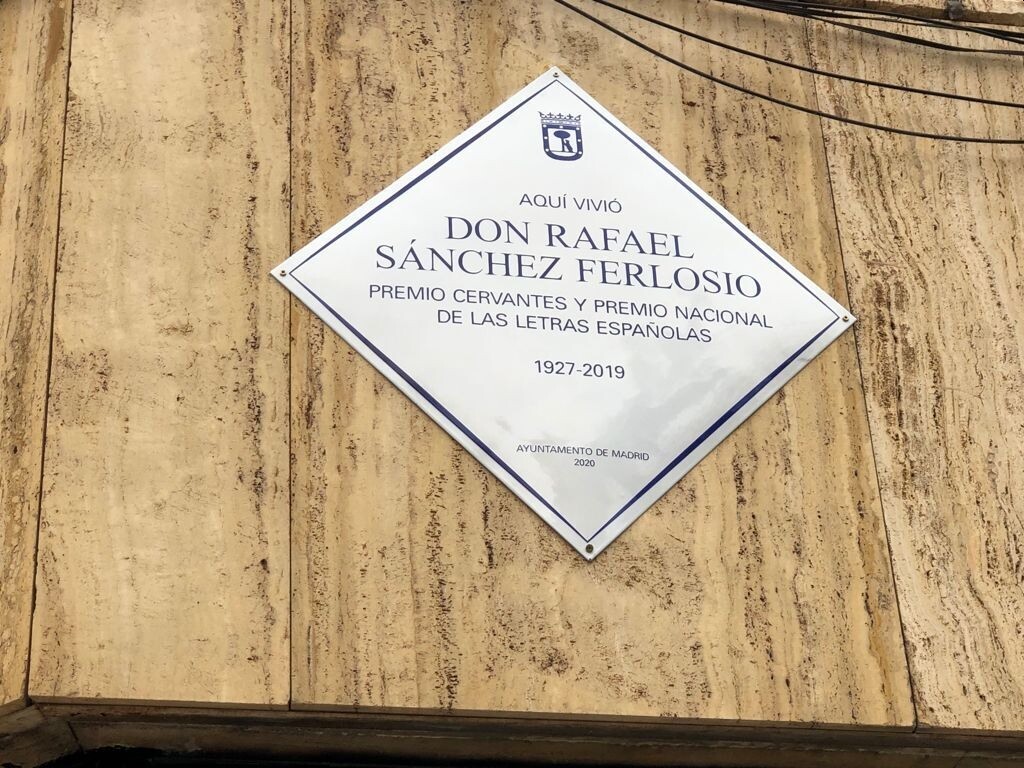 AQUÍ VIVIÓ
DON RAFAEL
SÁNCHEZ FERLOSIO
PREMIO CERVANTES Y PREMIO NACIONAL
DE LAS LETRAS ESPAÑOLAS
1927-2019
AYUNTAMENTO DE MADRID
2020